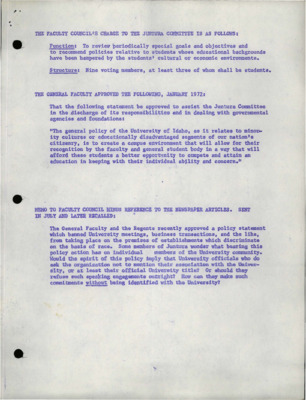 THE FACULTY COUNCIL'S CHARGE TO THE JUNTURA COMMITTEE IS AS FOLLOWS:
Function: To review periodically special goals and objectives and
to recommend policies relative to students whose educational backgrounds
have been hampered by the students' cultural or economic environments.
Structure: Nine voting members, at least three of whom shall be students.
THE GENERAL FACULTY APPROVED THE FOLLOWING, JANUARY 1972:
That the following statement be approved to assist the Juntura Committee
in the discharge of its responsibilities and in dealing with governmental
agencies and foundations:
"The general policy of the University of Idaho, as it relates to minor-
ity cultures or educationally disadvantaged segments of our nation's
citizenry, is to create a campus environment that will allow for their
recognition by the faculty and general student body in a way that will
afford these students a better opportunity to compete and attain an
education in keeping with their individual ability and concern."
MEMO TO FACULTY COUNCIL MINUS REFERENCE TO THE NEWSPAPER ARTICLES. SENT
IN JULY AND LATER RECALLED:
The General Faculty and the Regents recently approved a policy statement
which banned University meetings, business transactions, and the like,
from taking place on the premises of establishments which discriminate
on the basis of race. Some members of Juntura wonder what bearing this
policy action has on individual members of the University community.
Would the spirit of this policy imply that University officials who do
ask the organization not to mention their association with the Univer-
sity, or at least their official University title? Or should they
refuse such speaking engagements outright? How can they make such
commitments without being identified with the University?